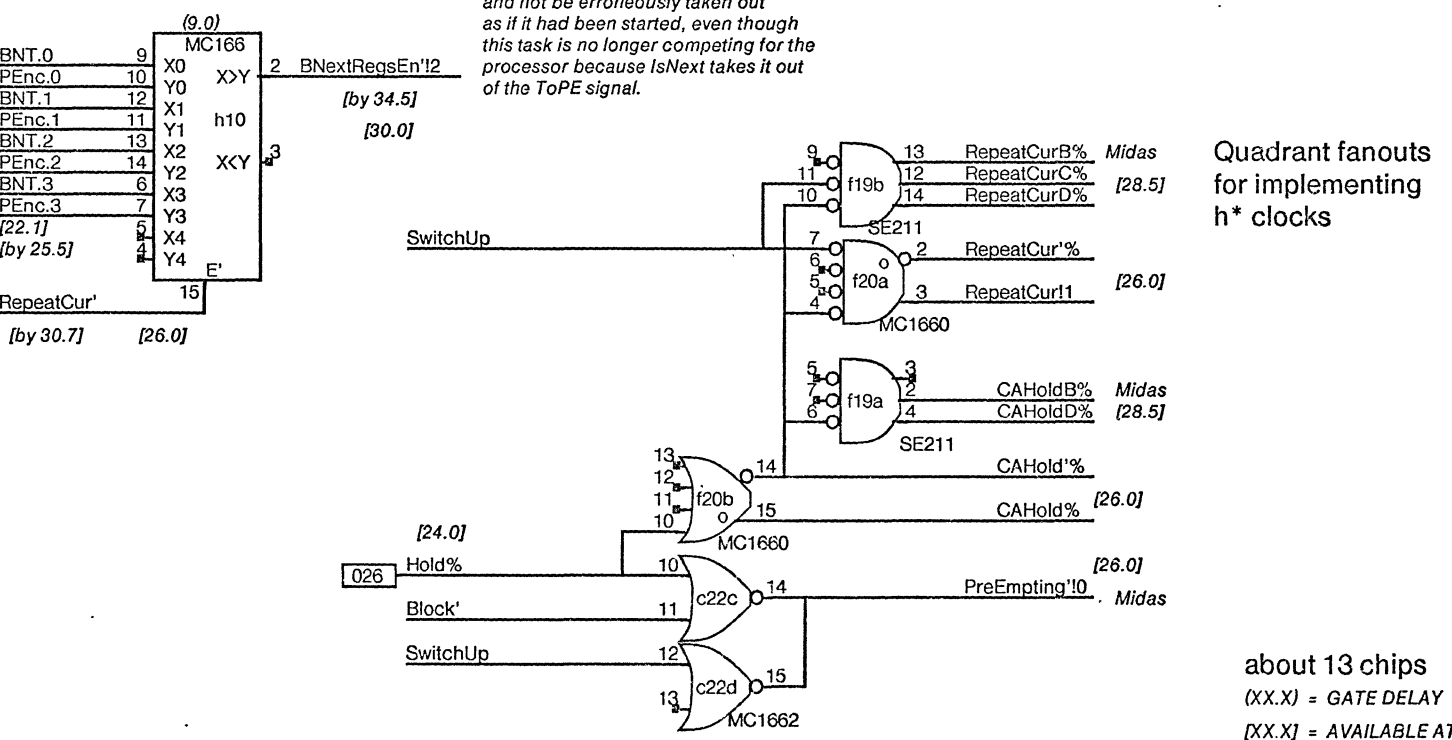 and not be erroneously taken out
as if it had been started, even though
this task is no longer competing for the
processor because IsNext takes it out
of the ToPE signal.
(9.0)
MC166
BNT.0 9 X0
PEnc.0 10 Y0
BNT.1 12 X1
PEnc.1 11 Y1
BNT.2 13 X2
PEnc.2 14 Y2
BNT.3 6 X3
PEnc.3 7 Y3
5 X4
4 Y4
X>Y 2 BNextRegsEn'!2
h10
X<Y 3
E'
15
[by 34.5]
[30.0]
[22.1]
[by 25.5]
RepeatCur'
[by 30.7] [26.0]
SwitchUp
9
11
10
f19b
SE211
13 RepeatCurB% Midas
12 RepeatCurC% [28.5]
14 RepeatCurD%
7
6
5
4
f20a
MC1660
2 RepeatCur'%
[26.0]
3 RepeatCur!1
5
7
6
f19a
SE211
3
2 CAHoldB% Midas
4 CAHoldD% [28.5]
13
12
11
10
f20b
MC1660
14 CAHold'%
15 CAHold% [26.0]
[24.0]
026 Hold% 10
Block' 11
c22c
14 PreEmpting'!0
[26.0]
Midas
SwitchUp 12
13
c22d
15
MC1662
Quadrant fanouts
for implementing
h* clocks
about 13 chips
(XX.X) = GATE DELAY
[XX.X] = AVAILABLE AT